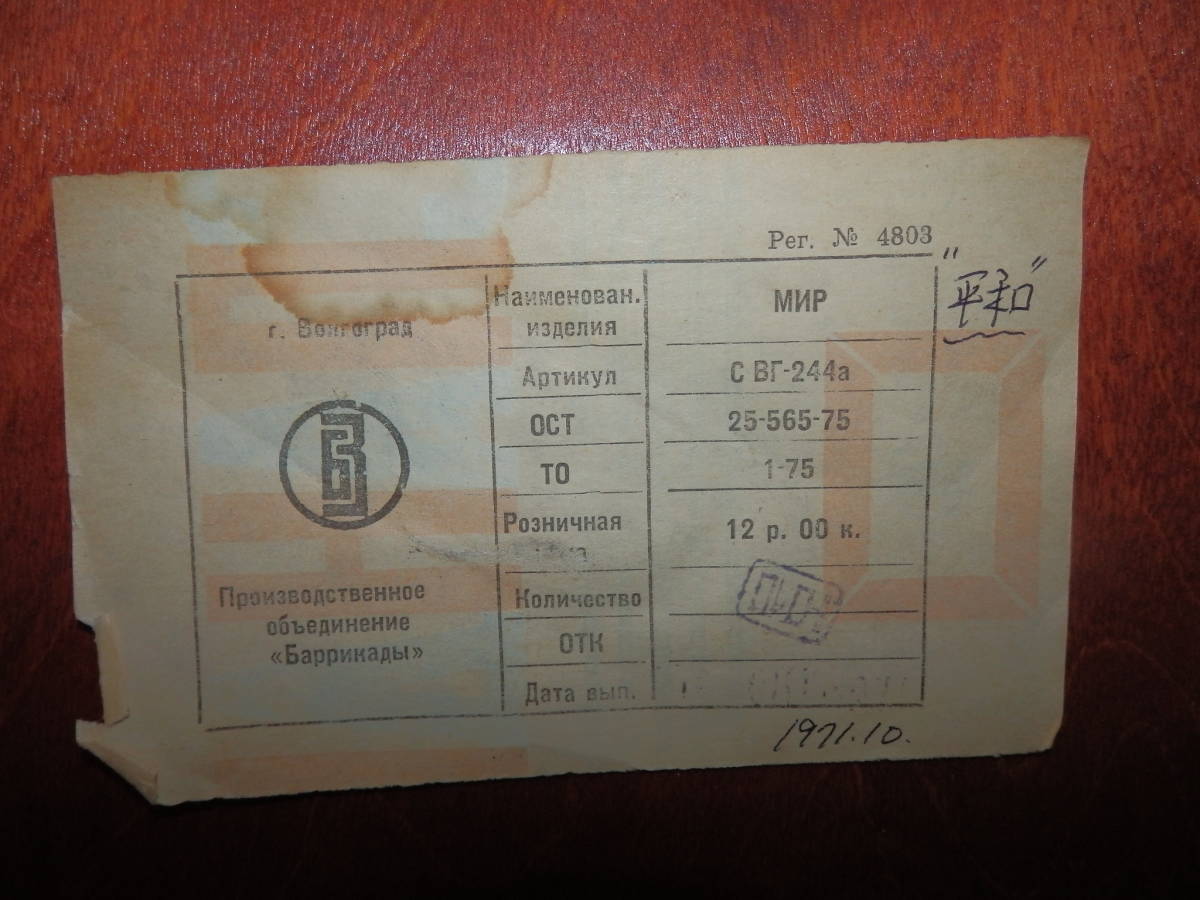 Рег. № 4803
г. Волгоград
Производственное
объединение
«Баррикады»
Наименован.
изделия
МИР
"平和"
Артикул
С ВГ-244а
ОСТ
25-565-75
ТО
1-75
Розничная
12 р. 00 к.
Количество
ОТК
Дата вып.
1971.10.